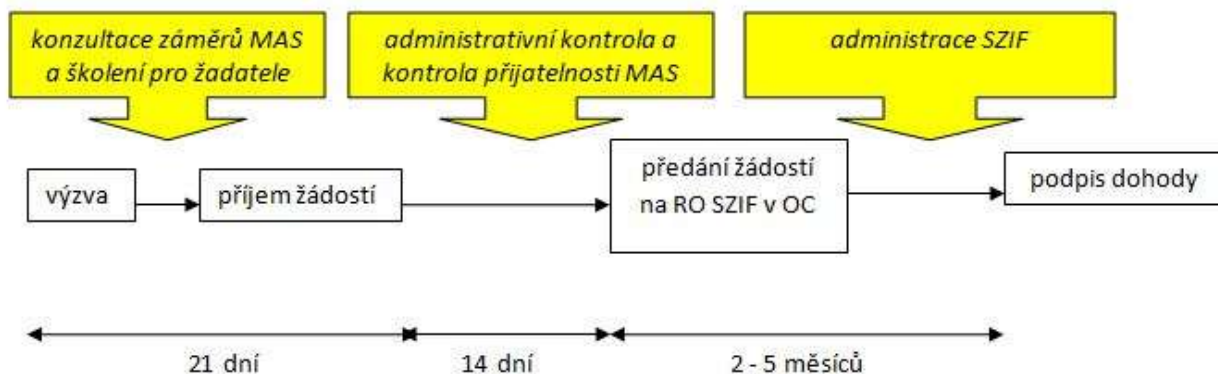 konzultace záměrů MAS
a školení pro žadatele
administrativní kontrola a
kontrola přijatelnosti MAS
administrace SZIF
výzva
příjem žádostí
předání žádostí
na RO SZIF v OC
podpis dohody
21 dní
14 dní
2 - 5 měsíců